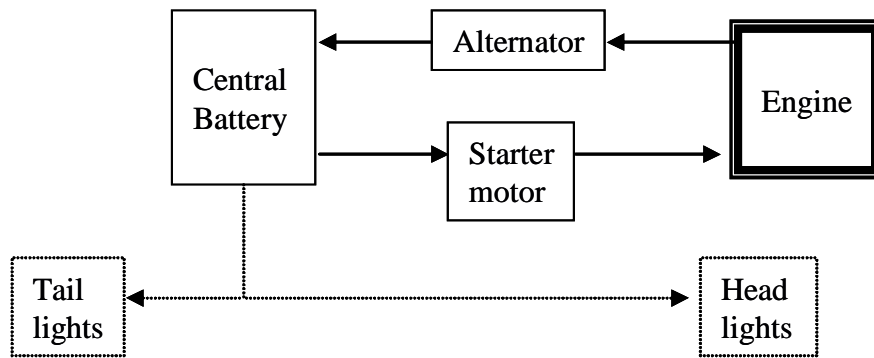 Alternator
Central
Battery
Engine
Starter
motor
Tail
lights
Head
lights